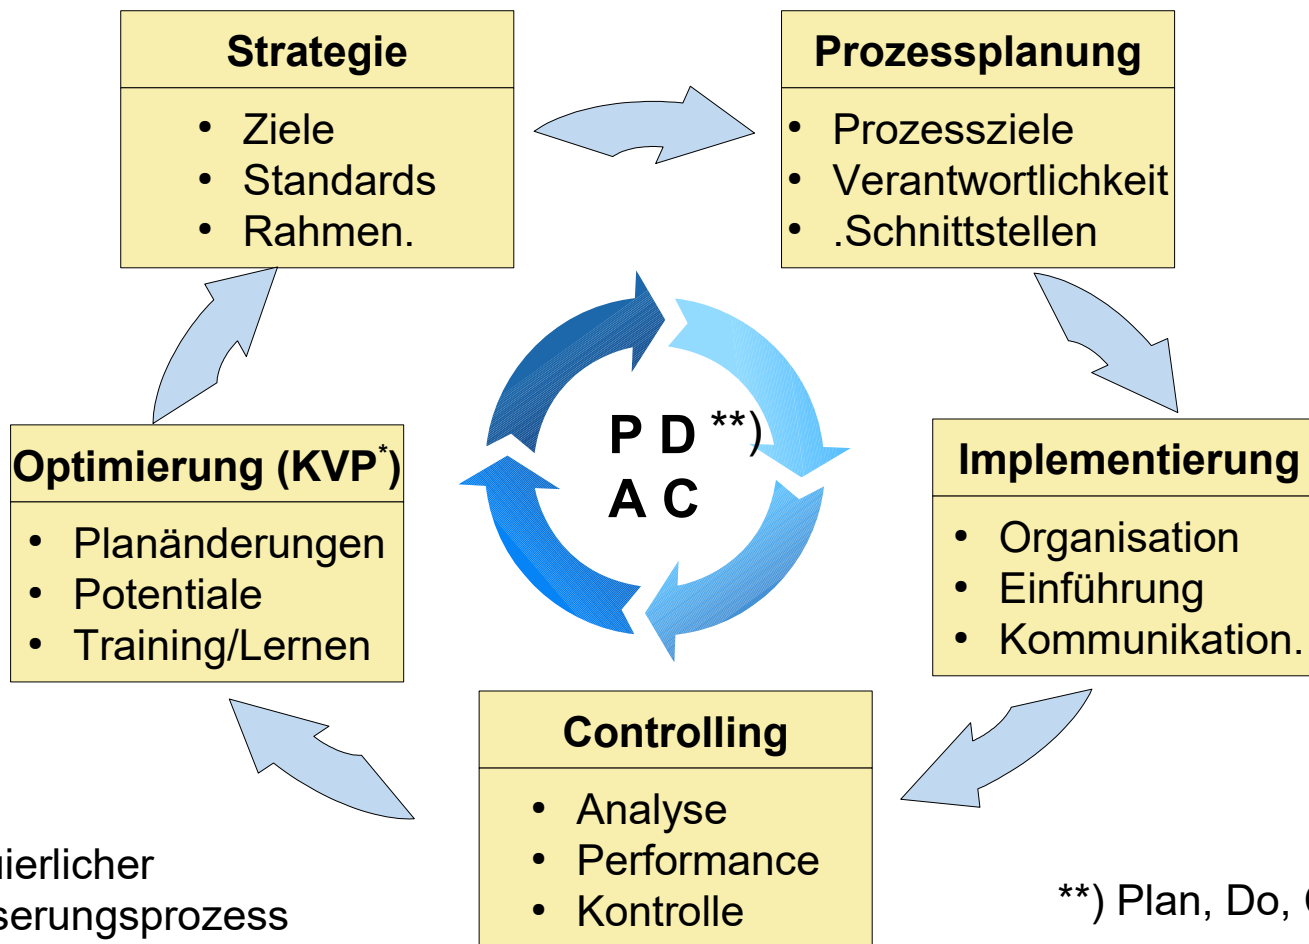 Strategie
• Ziele
• Standards
• Rahmen.
Prozessplanung
• Prozessziele
• Verantwortlichkeit
• .Schnittstellen
P D **)
A C
Optimierung (KVP*)
• Planänderungen
• Potentiale
• Training/Lernen
Implementierung
• Organisation
• Einführung
• Kommunikation.
Controlling
• Analyse
• Performance
• Kontrolle
uierlicher
serungsprozess
**) Plan, Do,